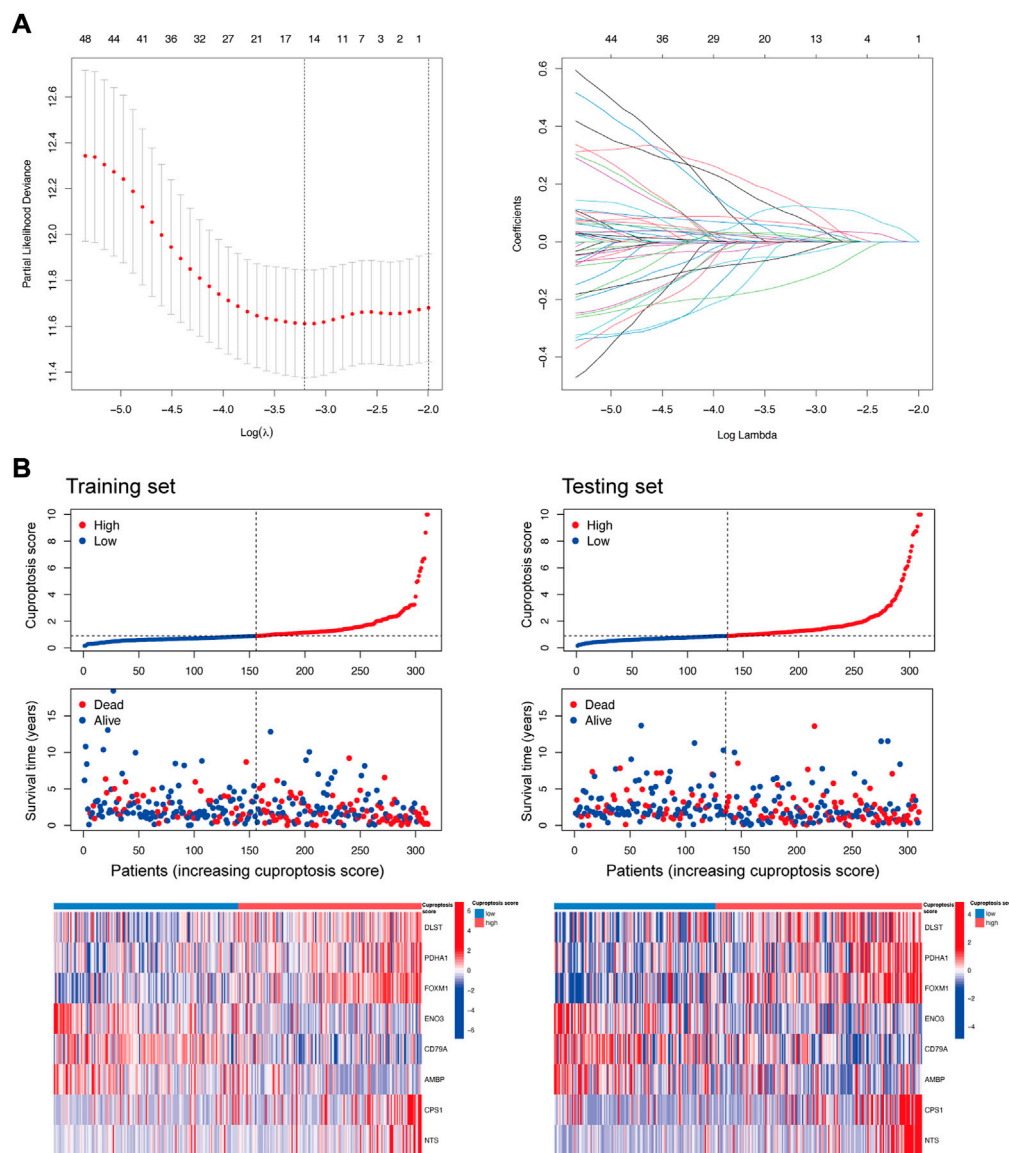 A
48 44 41 36 32 27 21 17 14 11 7 3 2 1
Partial Likelihood Deviance
12.6
12.4
12.2
12.0
11.8
11.6
11.4
−5.0 −4.5 −4.0 −3.5 −3.0 −2.5 −2.0
Log(λ)
44 36 29 20 13 4 1
Coefficients
0.6
0.4
0.2
0.0
−0.2
−0.4
−5.0 −4.5 −4.0 −3.5 −3.0 −2.5 −2.0
Log Lambda
B
Training set
Cuproptosis score
10
8
6
4
2
0
High
Low
0 50 100 150 200 250 300
Survival time (years)
15
10
5
0
Dead
Alive
0 50 100 150 200 250 300
Patients (increasing cuproptosis score)
Cuproptosis score
DLST
PDHA1
FOXM1
ENO3
CD79A
AMBP
CPS1
NTS
6
4
2
0
−2
−4
−6
Cuproptosis score
low
high
Testing set
Cuproptosis score
10
8
6
4
2
0
High
Low
0 50 100 150 200 250 300
Survival time (years)
15
10
5
0
Dead
Alive
0 50 100 150 200 250 300
Patients (increasing cuproptosis score)
Cuproptosis score
DLST
PDHA1
FOXM1
ENO3
CD79A
AMBP
CPS1
NTS
4
2
0
−2
−4
Cuproptosis
low
high